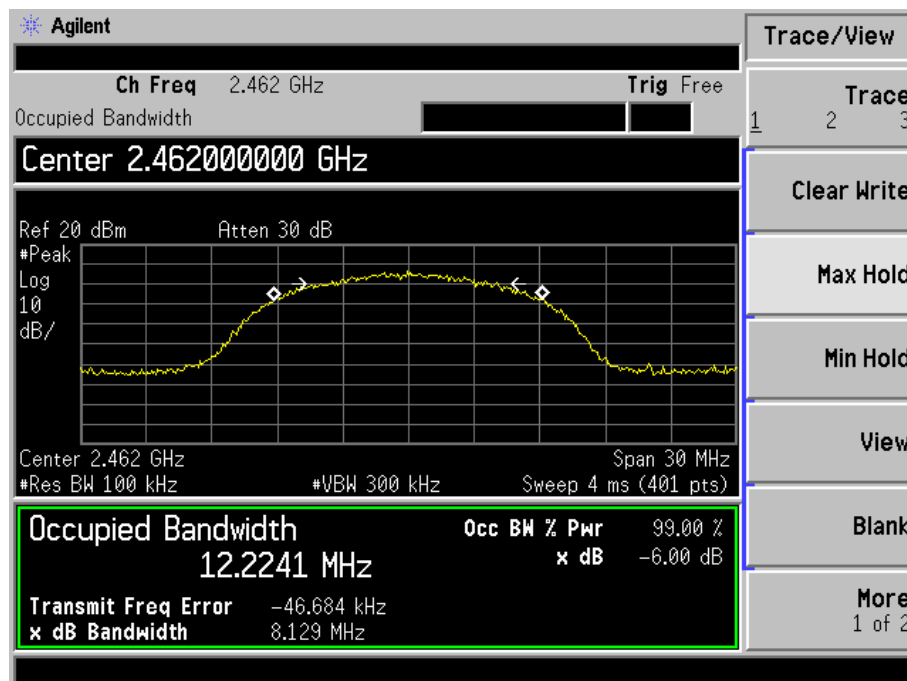 Agilent
Trace/View
Ch Freq 2.462 GHz Trig Free
Occupied Bandwidth
Center 2.462000000 GHz
Ref 20 dBm Atten 30 dB
#Peak
Log
10
dB/
Center 2.462 GHz Span 30 MHz
#Res BW 100 kHz #VBW 300 kHz Sweep 4 ms (401 pts)
Occupied Bandwidth
12.2241 MHz
Occ BW % Pwr 99.00 %
x dB -6.00 dB
Transmit Freq Error -46.684 kHz
x dB Bandwidth 8.129 MHz
Trace
1 2 3
Clear Write
Max Hold
Min Hold
View
Blank
More
1 of 2